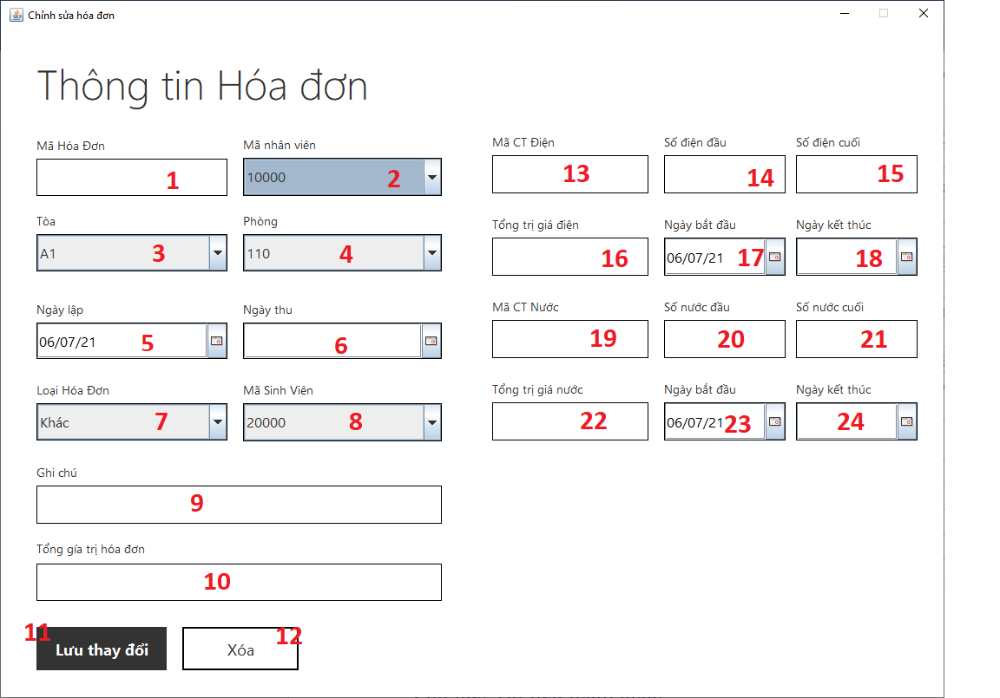 Chỉnh sửa hóa đơn
Thông tin Hóa đơn
Mã Hóa Đơn
Mã nhân viên
1
10000
2
Tòa
Phòng
A1
3
110
4
Ngày lập
Ngày thu
06/07/21
5
6
Loại Hóa Đơn
Mã Sinh Viên
Khác
7
20000
8
Ghi chú
9
Tổng gía trị hóa đơn
10
11
Lưu thay đổi
12
Xóa
Mã CT Điện
Số điện đầu
Số điện cuối
13
14
15
Tổng trị giá điện
Ngày bắt đầu
Ngày kết thúc
16
06/07/21
17
18
Mã CT Nước
Số nước đầu
Số nước cuối
19
20
21
Tổng trị giá nước
Ngày bắt đầu
Ngày kết thúc
22
06/07/21
23
24